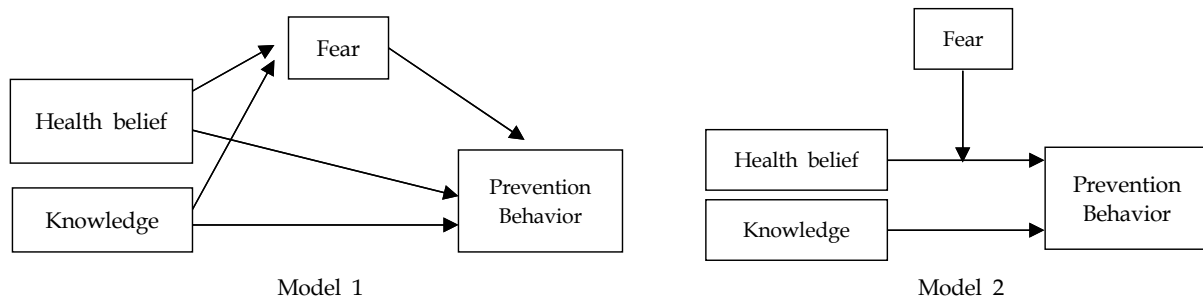 Fear
Health belief
Knowledge
Prevention
Behavior
Model 1
Fear
Health belief
Knowledge
Prevention
Behavior
Model 2